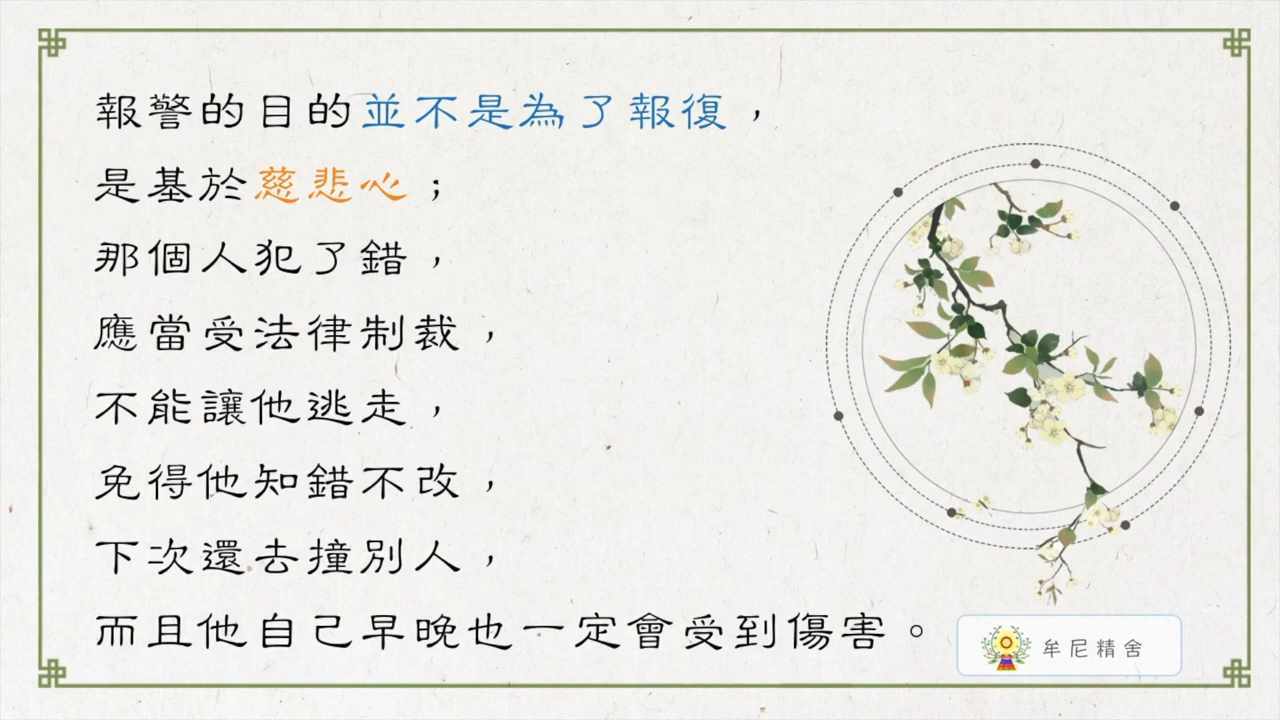 報警的目的並不是為了報復，
是基於慈悲心；
那個人犯了錯，
應當受法律制裁，
不能讓他逃走，
免得他知錯不改，
下次還去撞別人，
而且他自己早晚也一定會受到傷害。
牟尼精舍